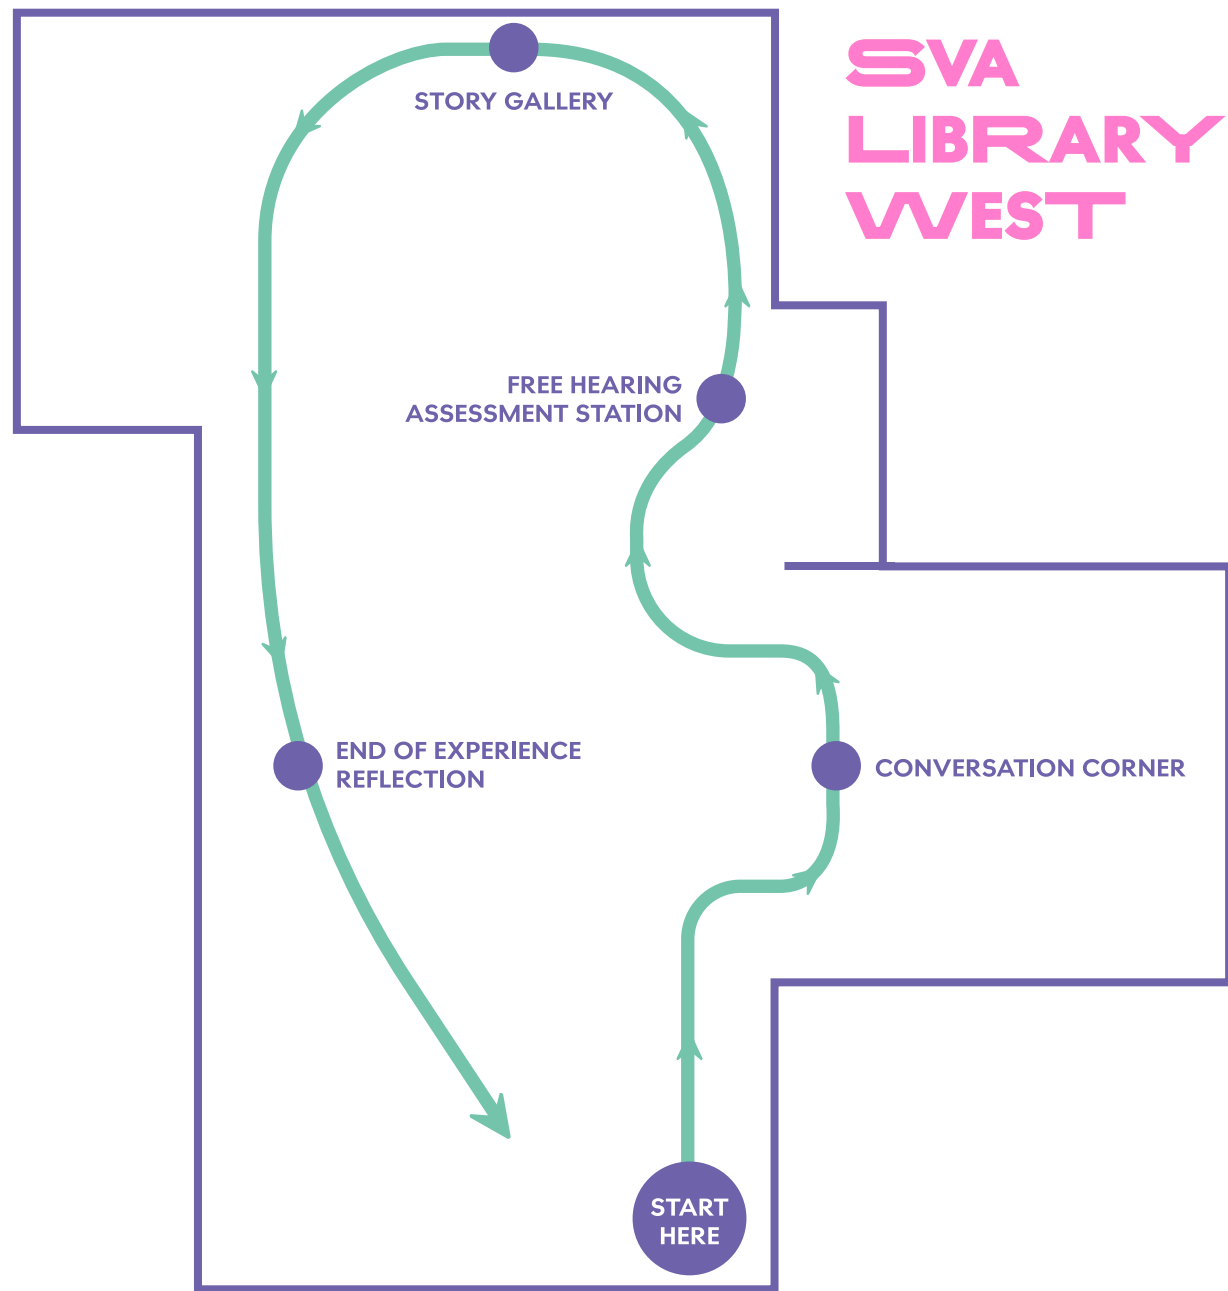 SVA
LIBRARY
WEST
STORY GALLERY
FREE HEARING
ASSESSMENT STATION
END OF EXPERIENCE
REFLECTION
CONVERSATION CORNER
START
HERE